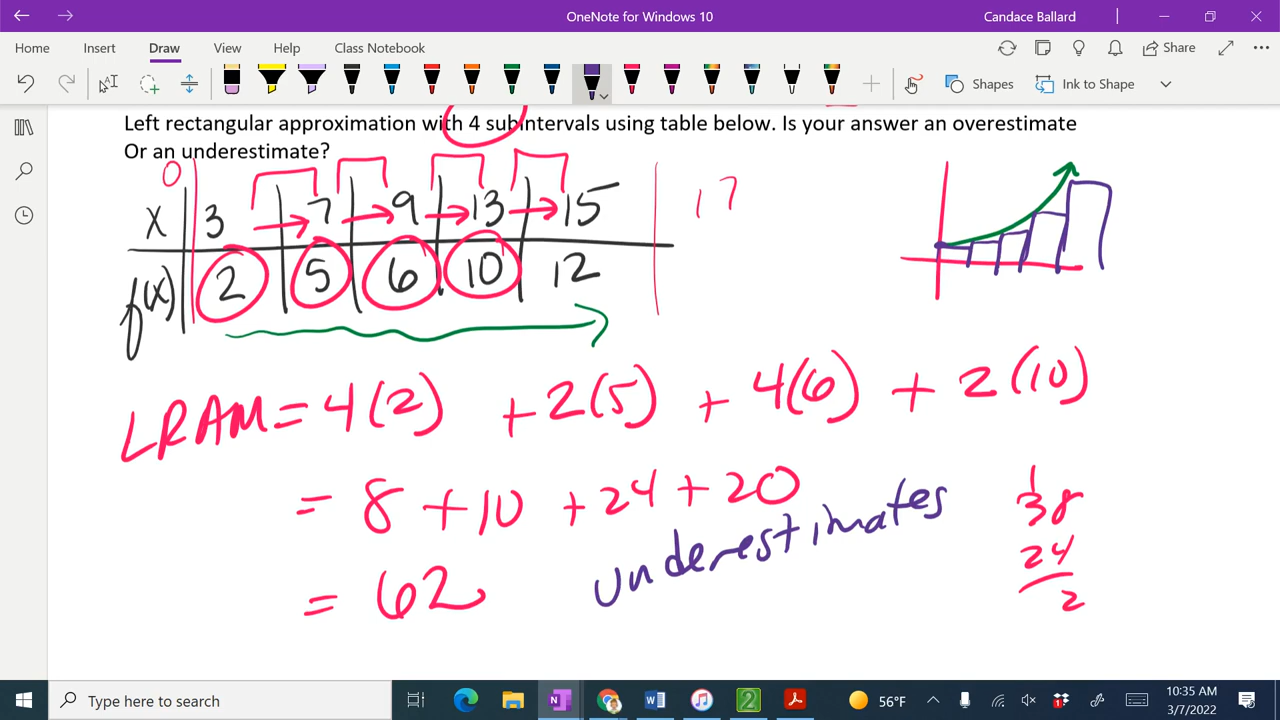 OneNote for Windows 10
Candace Ballard
Home Insert Draw View Help Class Notebook Share
Shapes Ink to Shape
Left rectangular approximation with 4 subintervals using table below. Is your answer an overestimate
Or an underestimate?
0
x 3 7 9 13 15 17
f(x) 2 5 6 10 12
LRAM = 4(2) + 2(5) + 4(6) + 2(10)
= 8 + 10 + 24 + 20
underestimates
= 62
1
38
24
2
Type here to search
2
56°F
10:35 AM
3/7/2022